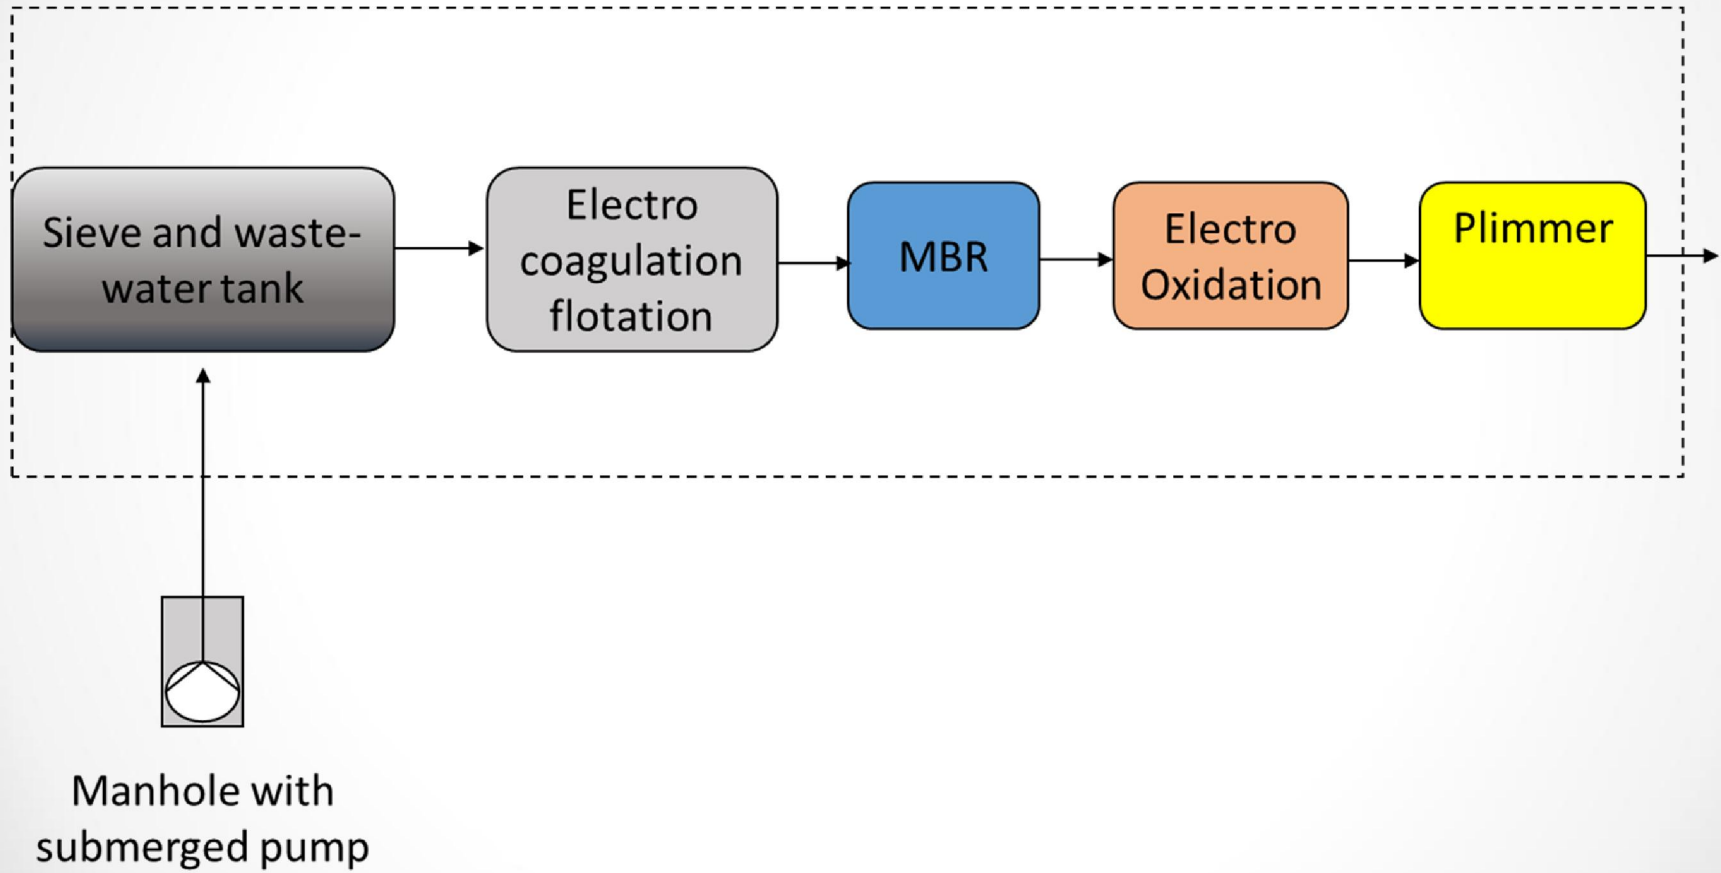 Sieve and waste-
water tank
Electro
coagulation
flotation
MBR
Electro
Oxidation
Plimmer
Manhole with
submerged pump